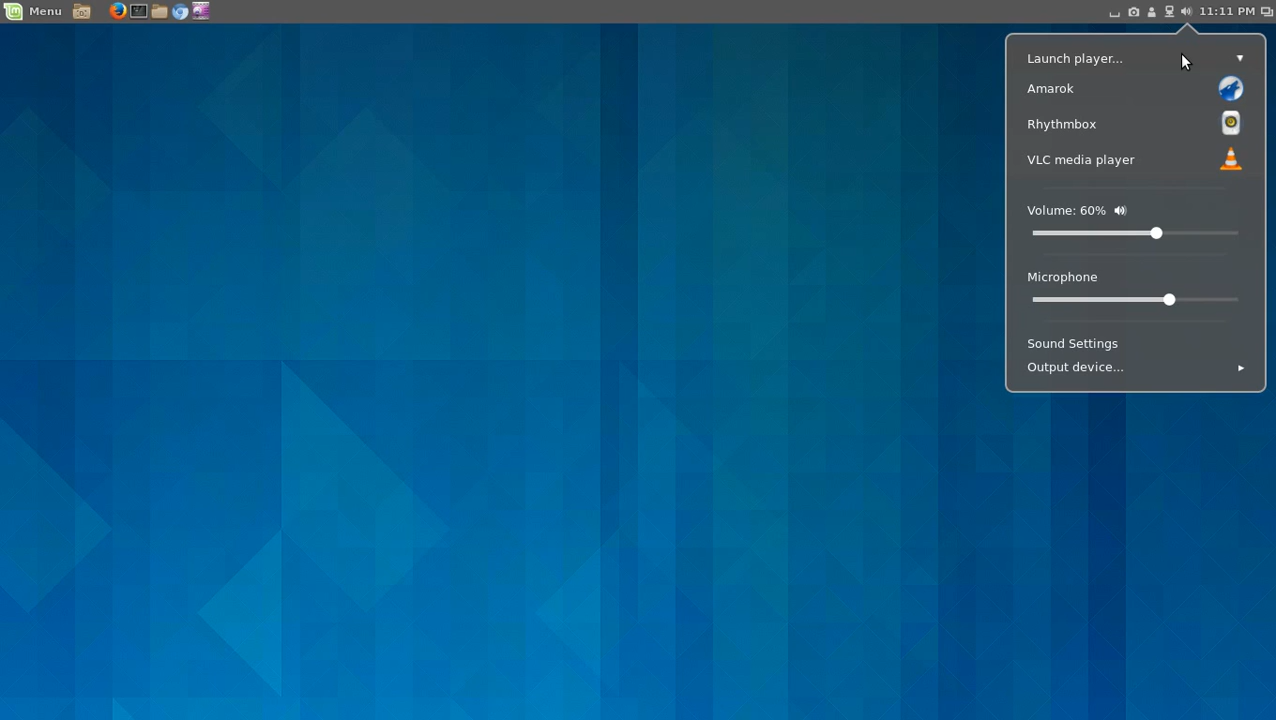 Menu
11:11 PM
Launch player...
Amarok
Rhythmbox
VLC media player
Volume: 60%
Microphone
Sound Settings
Output device...